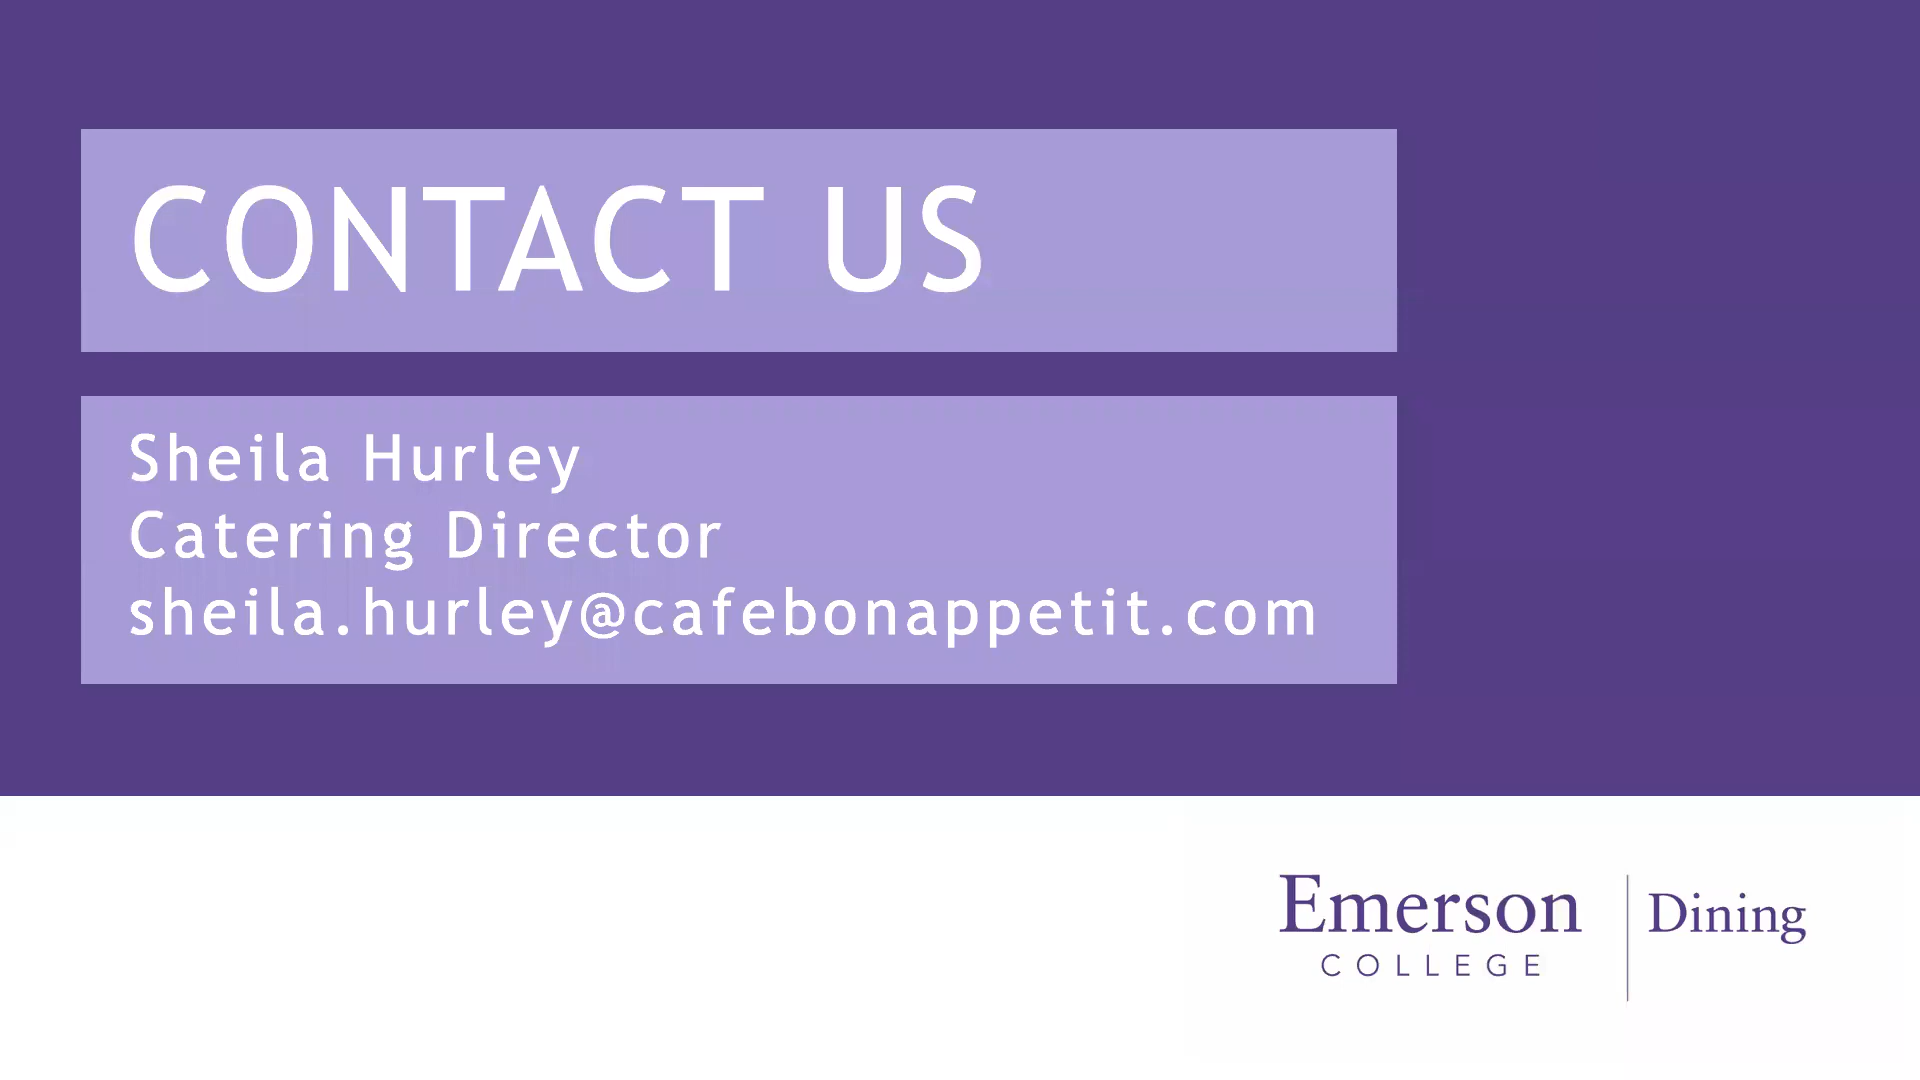 CONTACT US
Sheila Hurley
Catering Director
sheila.hurley@cafebonappetit.com
Emerson
COLLEGE
Dining